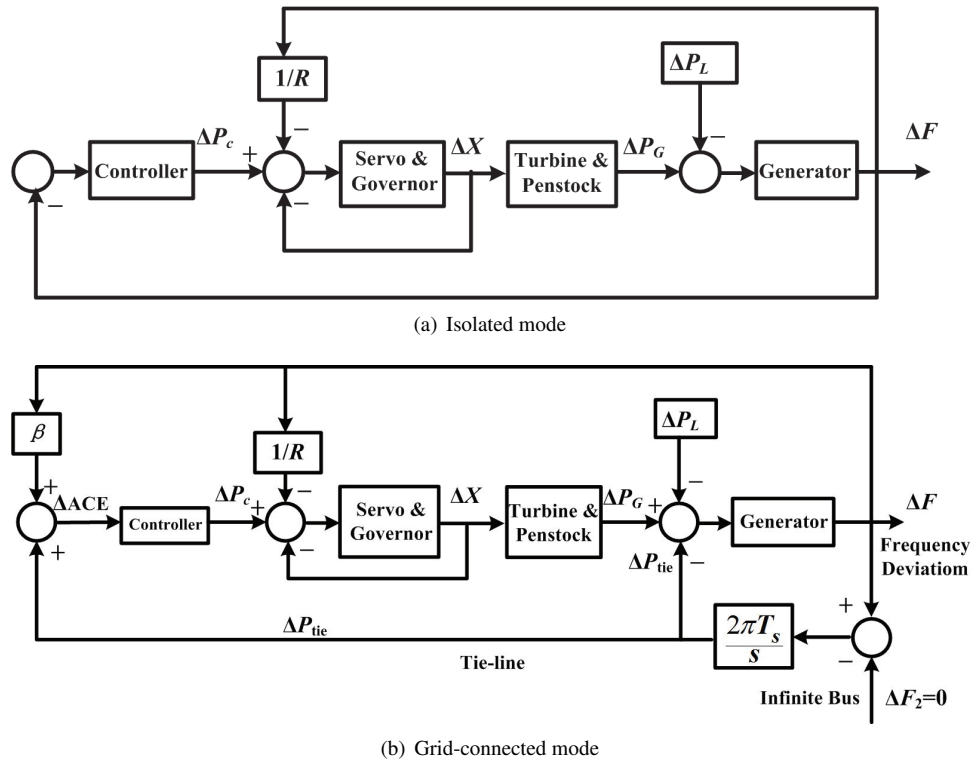 1/R
ΔP_L
ΔP_c
+
−
−
−
−
Controller
Servo & Governor
ΔX
Turbine & Penstock
ΔP_G
−
Generator
ΔF
(a) Isolated mode
β
1/R
ΔP_L
+
ΔACE
+
Controller
ΔP_c
+
−
−
Servo & Governor
ΔX
Turbine & Penstock
ΔP_G
+
−
−
ΔP_tie
Generator
ΔF
Frequency
Deviatiom
+
−
2πT_s
s
ΔP_tie
Tie-line
Infinite Bus
ΔF_2=0
(b) Grid-connected mode